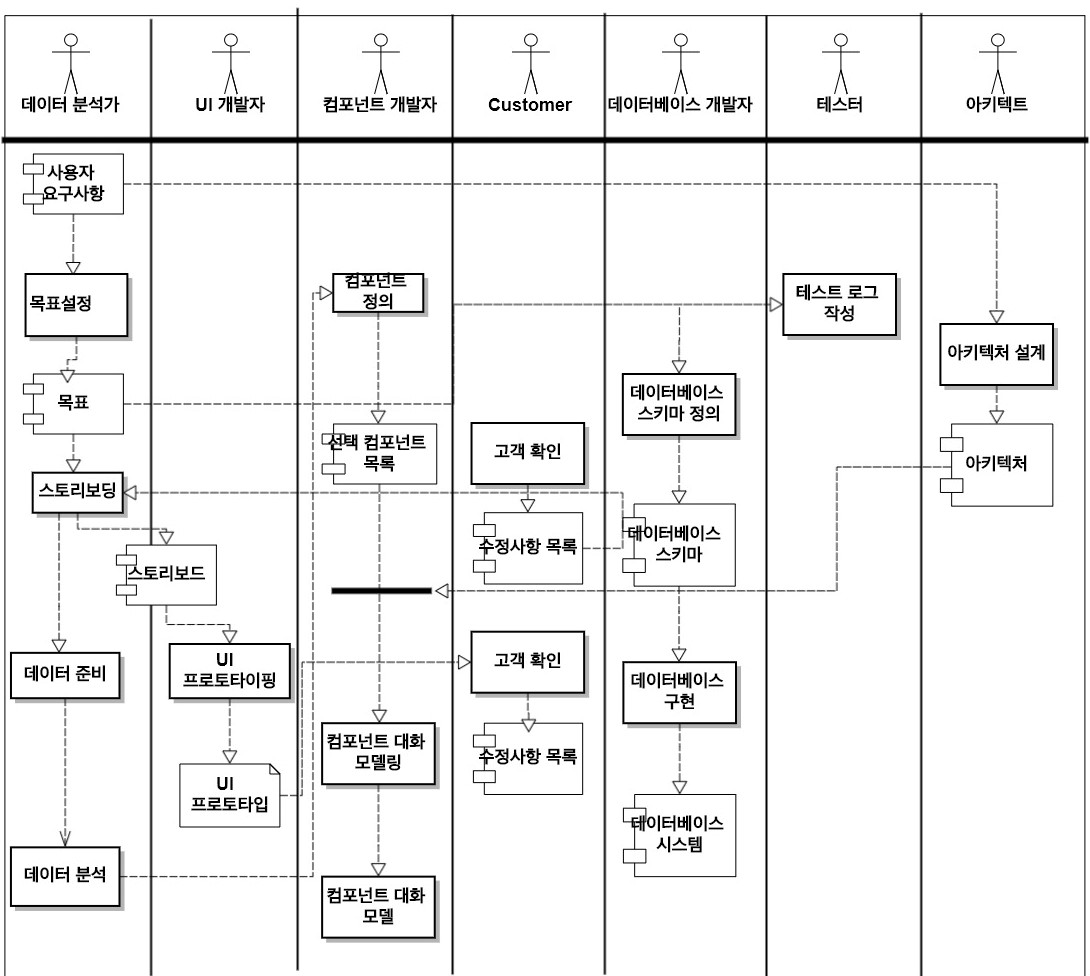 데이터 분석가
UI 개발자
컴포넌트 개발자
Customer
데이터베이스 개발자
테스터
아키텍트
사용자
요구사항
목표설정
컴포넌트
정의
테스트 로그
작성
아키텍처 설계
목표
데이터베이스
스키마 정의
선택 컴포넌트
목록
고객 확인
아키텍처
스토리보딩
수정사항 목록
데이터베이스
스키마
스토리보드
데이터 준비
UI
프로토타이핑
고객 확인
데이터베이스
구현
컴포넌트 대화
모델링
수정사항 목록
UI
프로토타입
데이터베이스
시스템
데이터 분석
컴포넌트 대화
모델